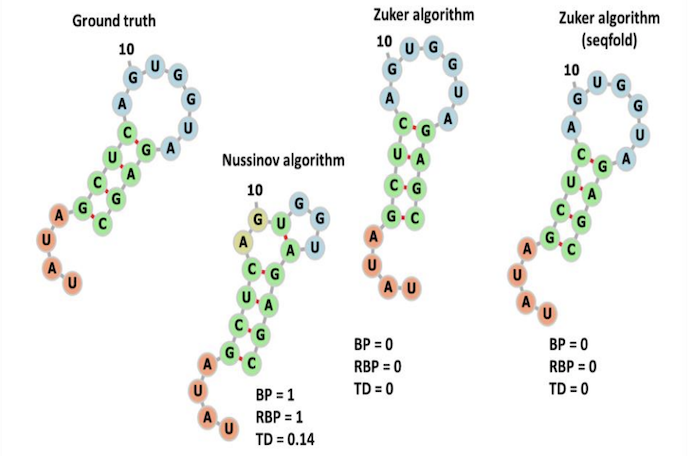 Ground truth
10
U A U A G C U C A G U G G U A G A G C
Nussinov algorithm
10
U A U A G C U C A G U G G U A G A G C
BP = 1
RBP = 1
TD = 0.14
Zuker algorithm
10
U A U A G C U C A G U G G U A G A G C
BP = 0
RBP = 0
TD = 0
Zuker algorithm
(seqfold)
10
U A U A G C U C A G U G G U A G A G C
BP = 0
RBP = 0
TD = 0